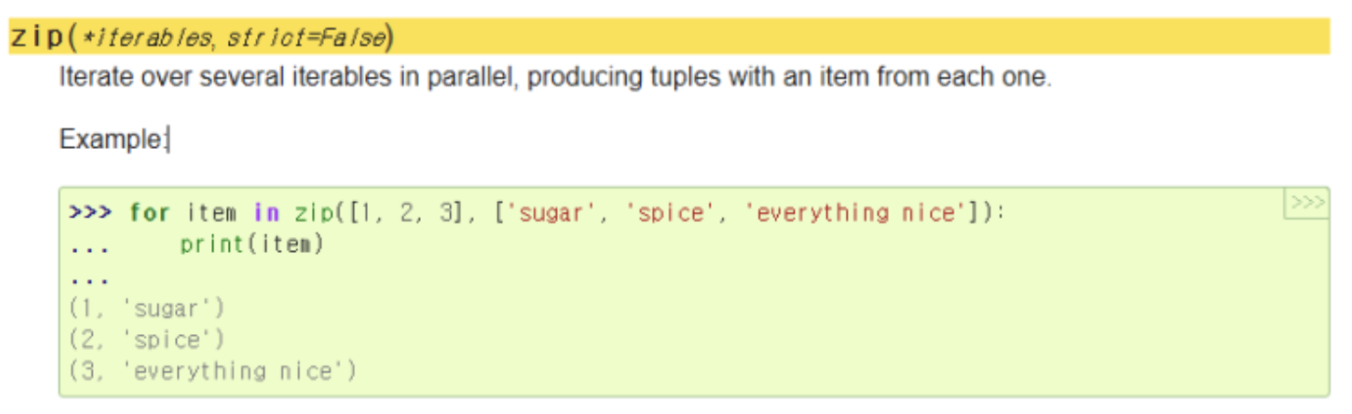 zip(*iterables, strict=False)
Iterate over several iterables in parallel, producing tuples with an item from each one.
Example:
>>>
>>> for item in zip([1, 2, 3], ['sugar', 'spice', 'everything nice']):
...     print(item)
...
(1, 'sugar')
(2, 'spice')
(3, 'everything nice')